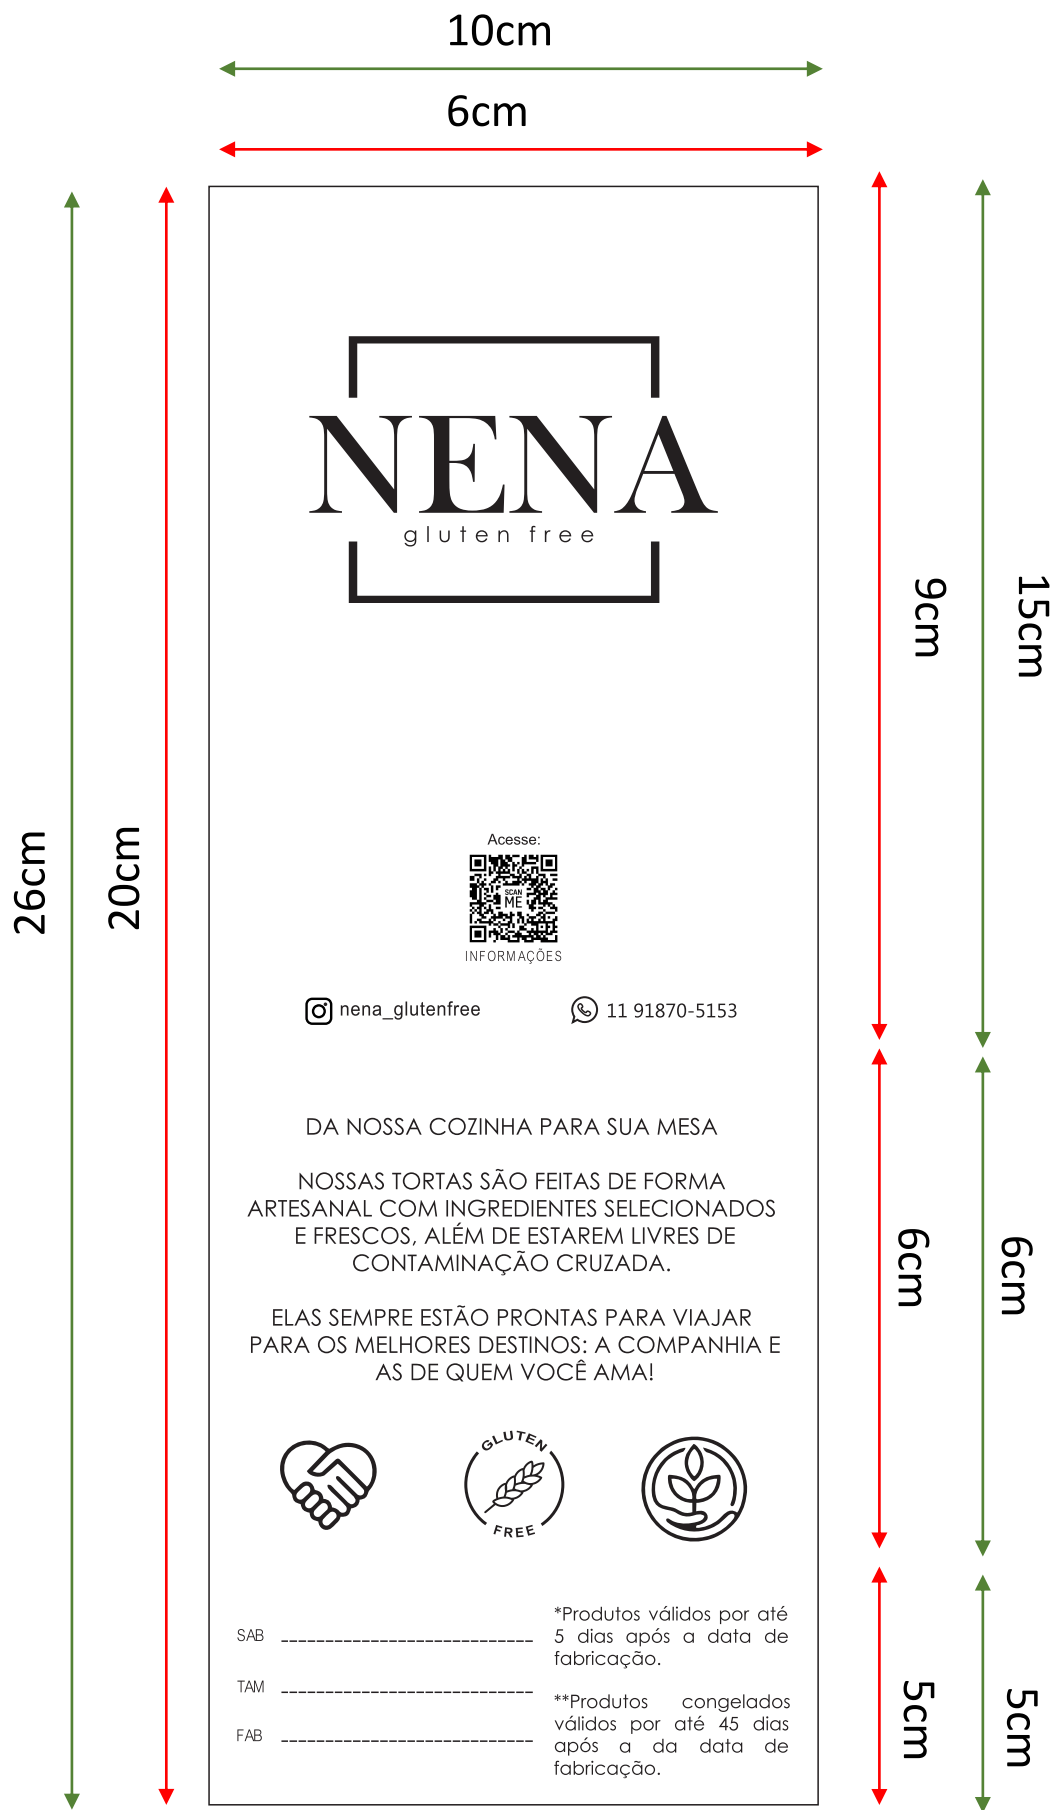 10cm
6cm
26cm
20cm
9cm
15cm
NENA
gluten free
Acesse:
SCAN
ME
INFORMAÇÕES
nena_glutenfree
11 91870-5153
DA NOSSA COZINHA PARA SUA MESA
NOSSAS TORTAS SÃO FEITAS DE FORMA
ARTESANAL COM INGREDIENTES SELECIONADOS
E FRESCOS, ALÉM DE ESTAREM LIVRES DE
CONTAMINAÇÃO CRUZADA.
6cm
6cm
ELAS SEMPRE ESTÃO PRONTAS PARA VIAJAR
PARA OS MELHORES DESTINOS: A COMPANHIA E
AS DE QUEM VOCÊ AMA!
GLUTEN
FREE
SAB ____________________________
TAM ____________________________
FAB ____________________________
*Produtos válidos por até
5 dias após a data de
fabricação.
**Produtos congelados
válidos por até 45 dias
após a da data de
fabricação.
5cm
5cm